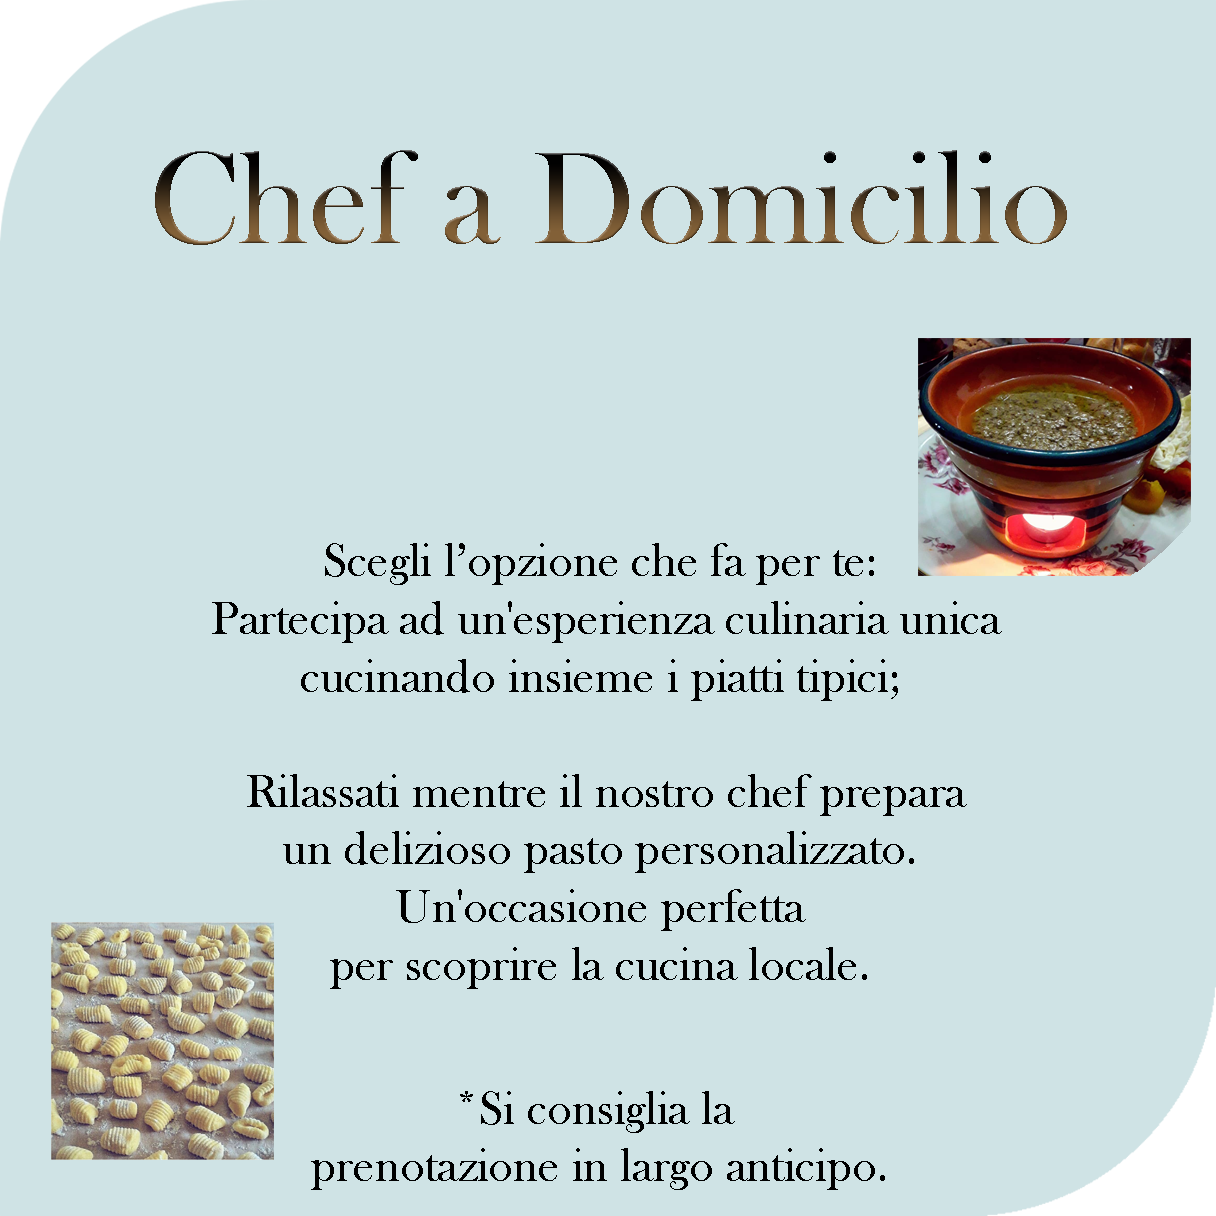 Chef a Domicilio
Scegli l’opzione che fa per te:
Partecipa ad un'esperienza culinaria unica
cucinando insieme i piatti tipici;
Rilassati mentre il nostro chef prepara
un delizioso pasto personalizzato.
Un'occasione perfetta
per scoprire la cucina locale.
*Si consiglia la
prenotazione in largo anticipo.